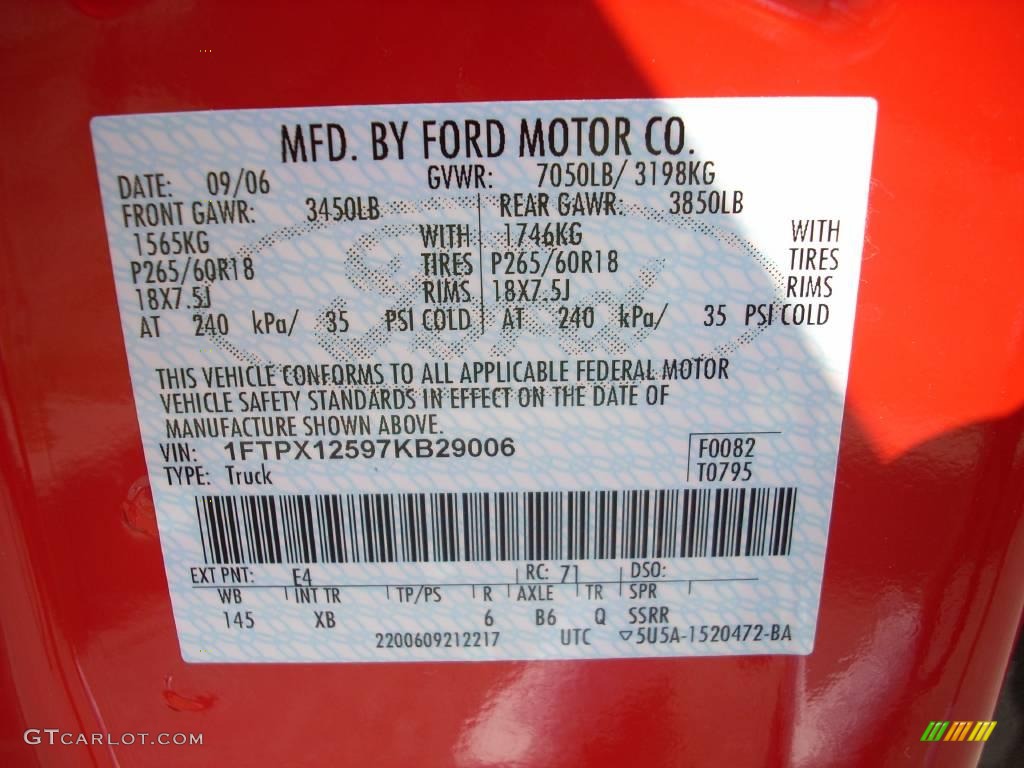 MFD. BY FORD MOTOR CO.
DATE: 09/06 GVWR: 7050LB/ 3198KG
FRONT GAWR: 3450LB REAR GAWR: 3850LB
1565KG WITH 1746KG WITH
P265/60R18 TIRES P265/60R18 TIRES
18X7.5J RIMS 18X7.5J RIMS
AT 240 kPa/ 35 PSI COLD AT 240 kPa/ 35 PSI COLD
THIS VEHICLE CONFORMS TO ALL APPLICABLE FEDERAL MOTOR
VEHICLE SAFETY STANDARDS IN EFFECT ON THE DATE OF
MANUFACTURE SHOWN ABOVE.
VIN: 1FTPX12597KB29006 F0082
TYPE: Truck T0795
EXT PNT: E4 RC: 71 DSO:
WB INT TR TP/PS R AXLE TR SPR
145 XB 6 B6 Q SSRR
2200609212217 UTC ▽5U5A-1520472-BA
GTCARLOT.COM